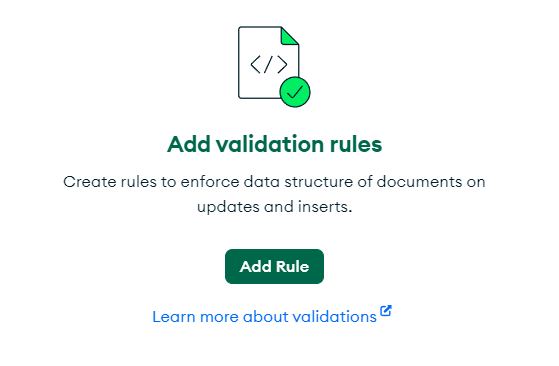 </>
Add validation rules
Create rules to enforce data structure of documents on
updates and inserts.
Add Rule
Learn more about validations